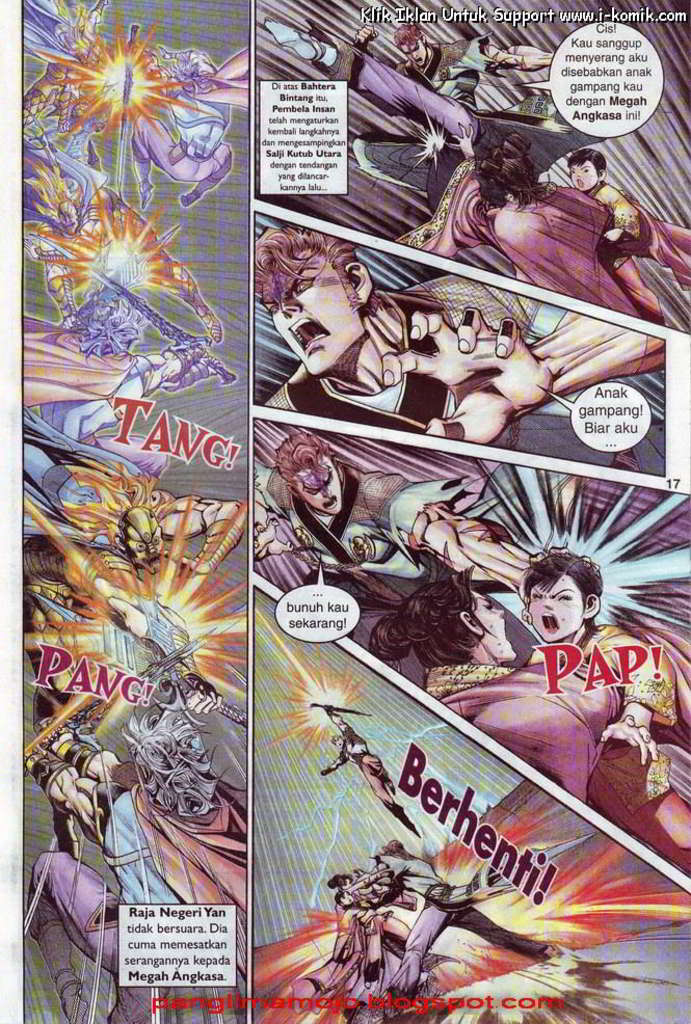 Klik Iklan Untuk Support www.i-komik.com
Cis!
Kau sanggup
menyerang aku
disebabkan anak
gampang kau
dengan Megah
Angkasa ini!
Di atas Bahtera
Bintang itu,
Pembela Insan
telah mengaturkan
kembali langkahnya
dan mengesampingkan
Salji Kutub Utara
dengan tendangan
yang dilancar-
kannya lalu...
Anak
gampang!
Biar aku
...
17
...
bunuh kau
sekarang!
PAP!
Berhenti!
TANG!
PANG!
Raja Negeri Yan
tidak bersuara. Dia
cuma memesatkan
serangannya kepada
Megah Angkasa.
panglimamojo.blogspot.com